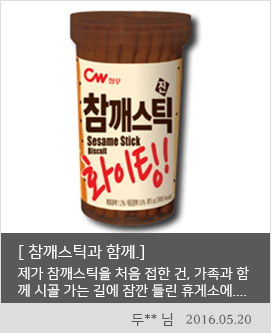 CW 청우
진
참깨스틱
Sesame Stick
Biscuit
화이팅!!
[ 참깨스틱과 함께.]
제가 참깨스틱을 처음 접한 건, 가족과 함
께 시골 가는 길에 잠깐 들린 휴게소에....
두** 님 2016.05.20